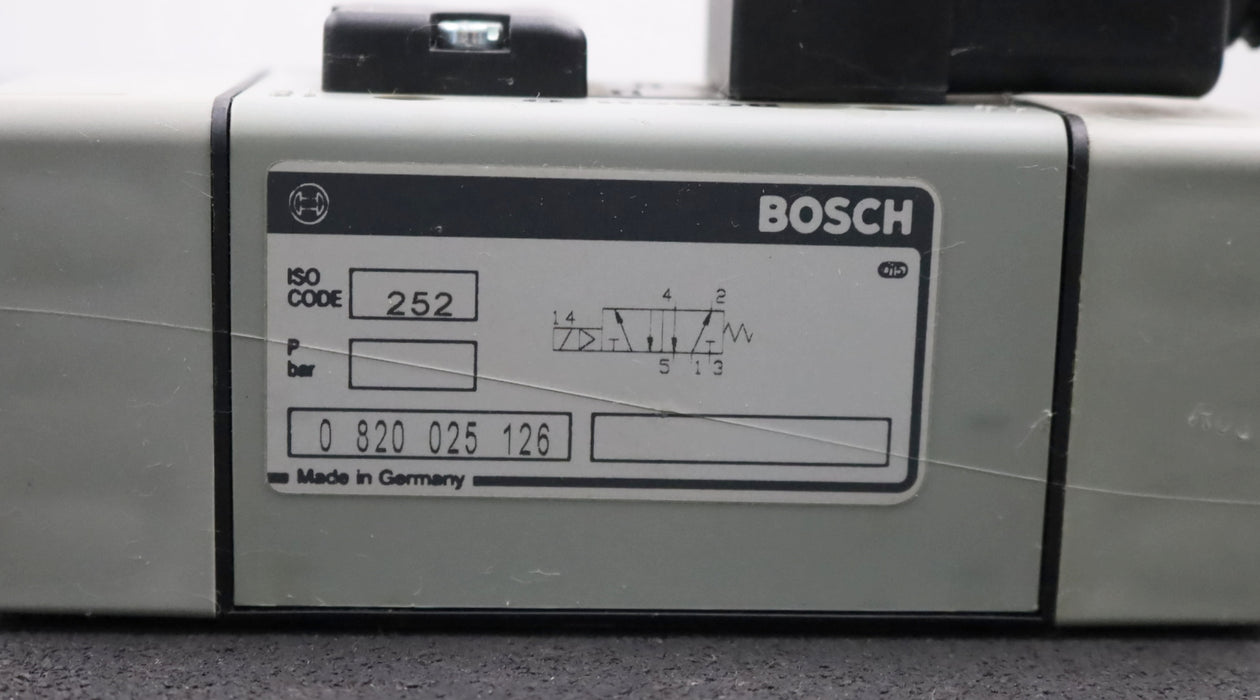 BOSCH
ISO
CODE 252
P
bar
4 2
14
5 1 3
0 820 025 126
Made in Germany